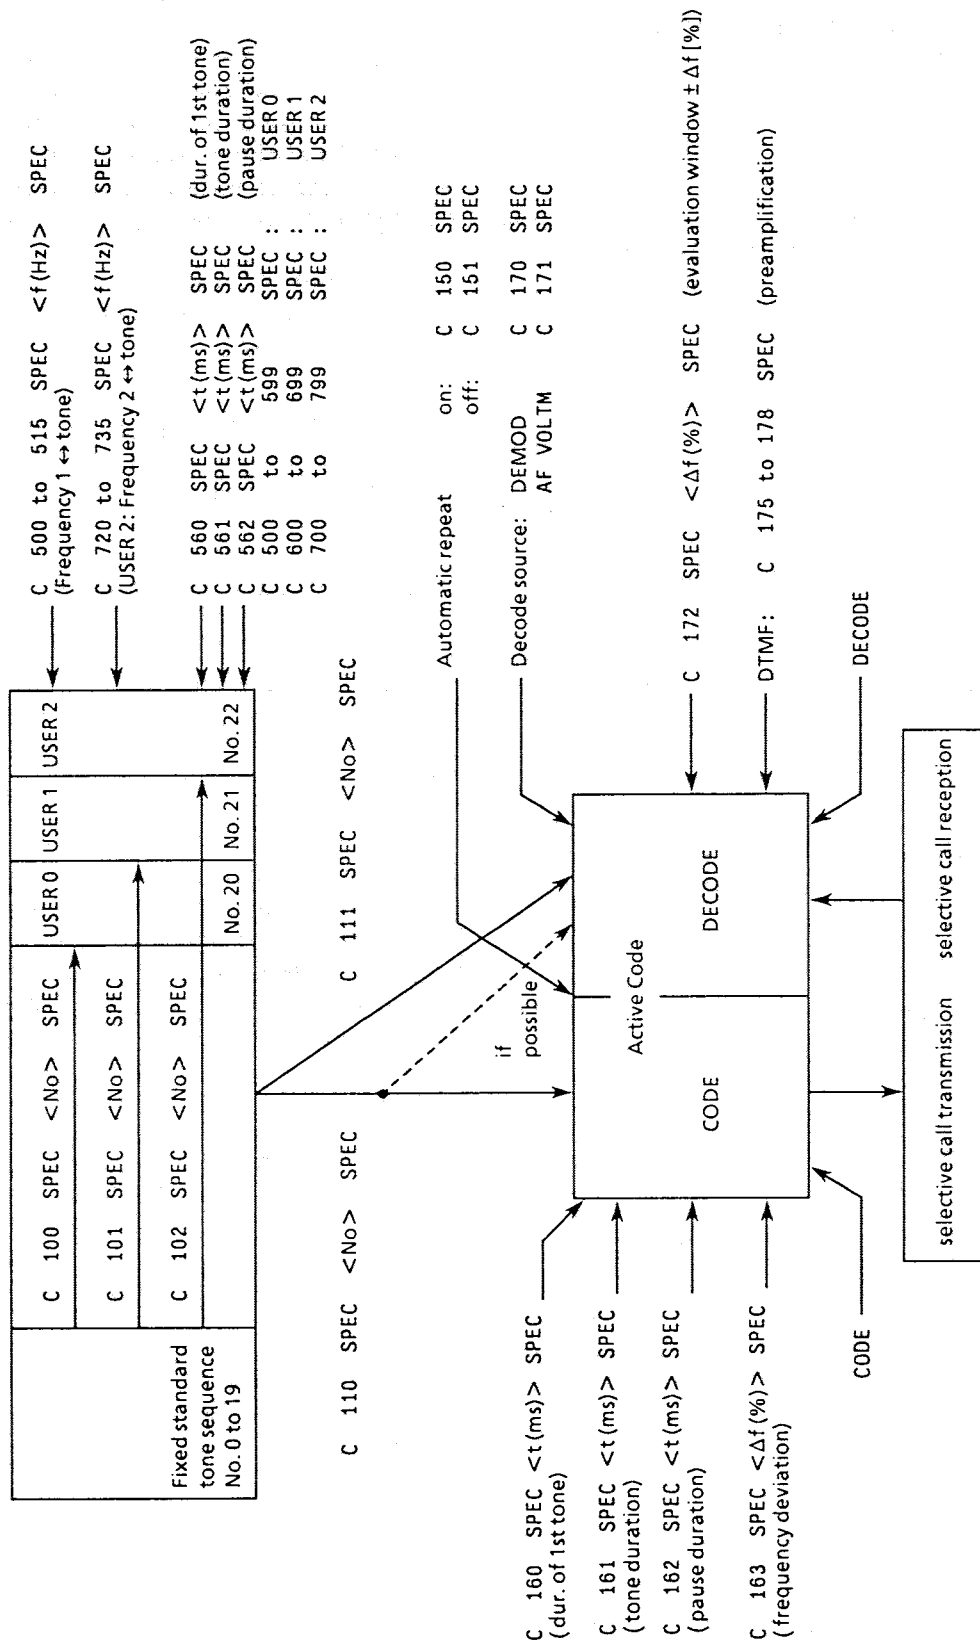 Fixed standard
tone sequence
No. 0 to 19
C 100 SPEC <No> SPEC
C 101 SPEC <No> SPEC
C 102 SPEC <No> SPEC
USER 0
No. 20
USER 1
No. 21
USER 2
No. 22
C 500 to 515 SPEC <f(Hz)> SPEC
(Frequency 1 ↔ tone)
C 720 to 735 SPEC <f(Hz)> SPEC
(USER 2: Frequency 2 ↔ tone)
C 560 SPEC <t(ms)> SPEC (dur. of 1st tone)
C 561 SPEC <t(ms)> SPEC (tone duration)
C 562 SPEC <t(ms)> SPEC (pause duration)
C 500 to 599 SPEC : USER 0
C 600 to 699 SPEC : USER 1
C 700 to 799 SPEC : USER 2
C 110 SPEC <No> SPEC
C 111 SPEC <No> SPEC
if
possible
Automatic repeat on: C 150 SPEC
off: C 151 SPEC
Decode source: DEMOD C 170 SPEC
AF VOLTM C 171 SPEC
C 160 SPEC <t(ms)> SPEC
(dur. of 1st tone)
C 161 SPEC <t(ms)> SPEC
(tone duration)
C 162 SPEC <t(ms)> SPEC
(pause duration)
C 163 SPEC <Δf(%)> SPEC
(frequency deviation)
Active Code
CODE
DECODE
C 172 SPEC <Δf(%)> SPEC (evaluation window ± Δf [%])
DTMF: C 175 to 178 SPEC (preamplification)
CODE
DECODE
selective call transmission
selective call reception